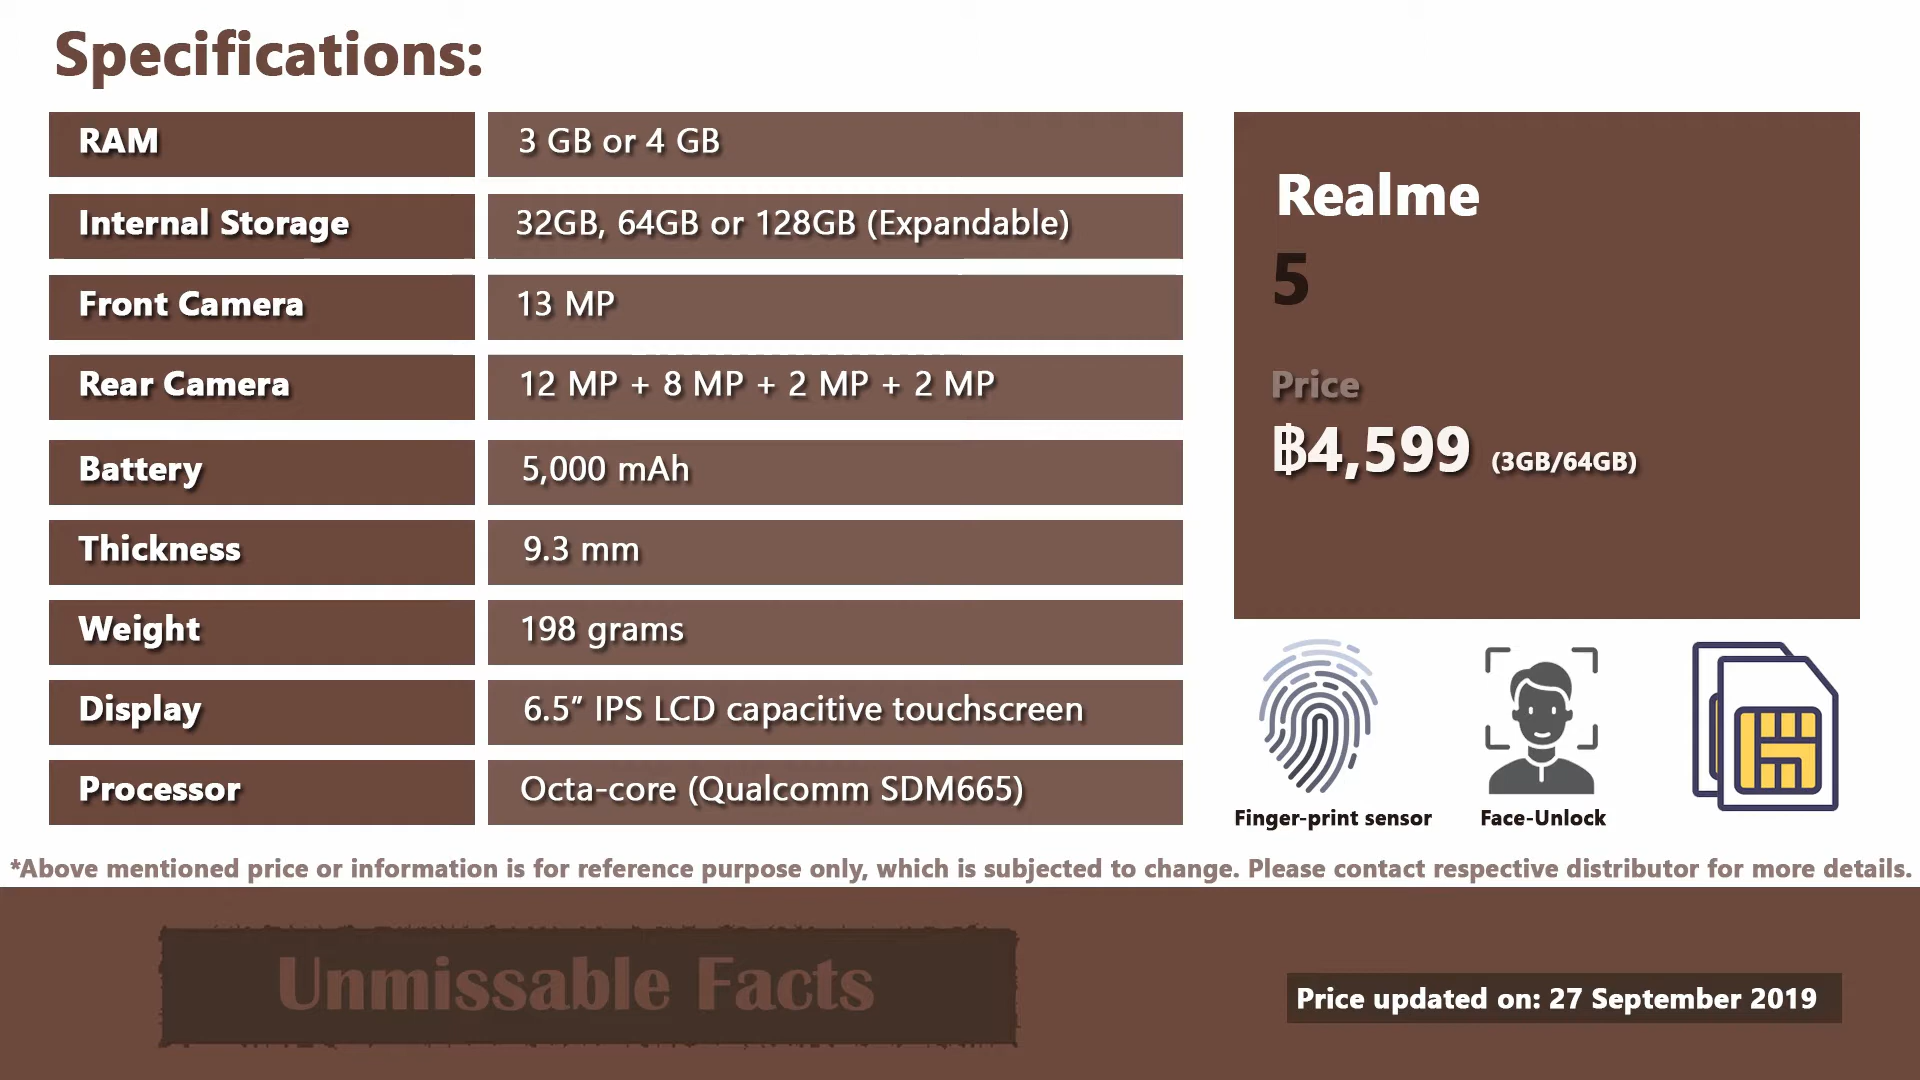 Specifications:
RAM
3 GB or 4 GB
Internal Storage
32GB, 64GB or 128GB (Expandable)
Front Camera
13 MP
Rear Camera
12 MP + 8 MP + 2 MP + 2 MP
Battery
5,000 mAh
Thickness
9.3 mm
Weight
198 grams
Display
6.5” IPS LCD capacitive touchscreen
Processor
Octa-core (Qualcomm SDM665)
Realme
5
Price
฿4,599 (3GB/64GB)
Finger-print sensor
Face-Unlock
*Above mentioned price or information is for reference purpose only, which is subjected to change. Please contact respective distributor for more details.
Unmissable Facts
Price updated on: 27 September 2019